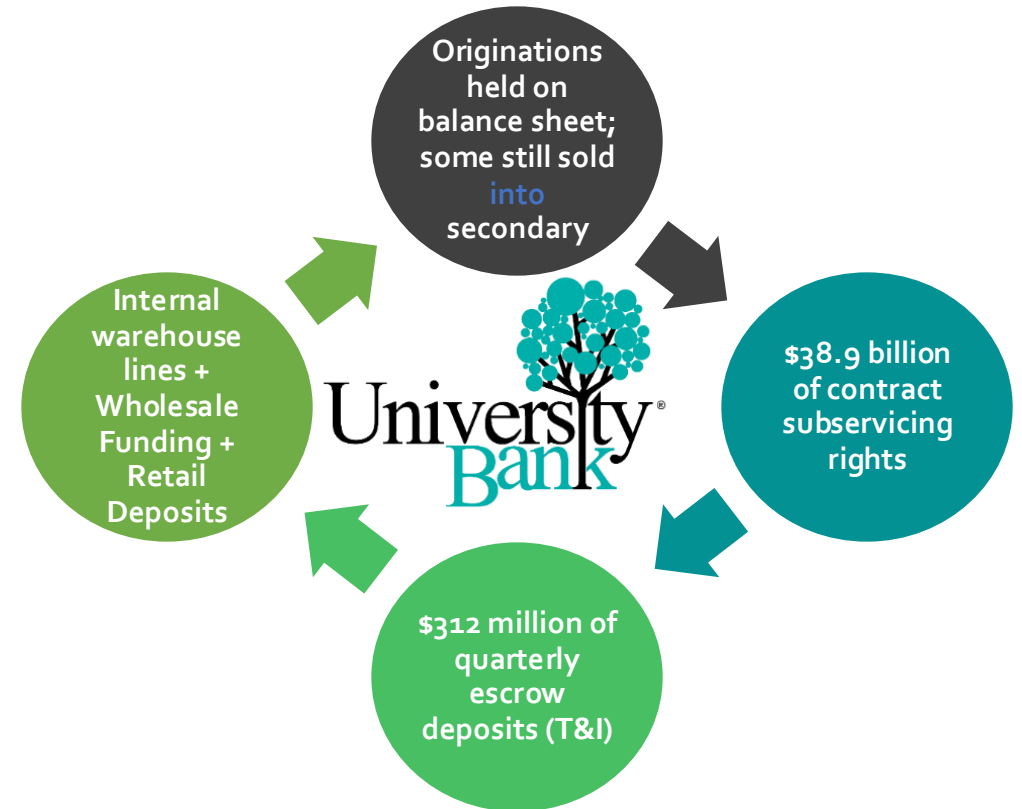 Originations
held on
balance sheet;
some still sold
into
secondary
Internal
warehouse
lines +
Wholesale
Funding +
Retail
Deposits
University®
Bank
$38.9 billion
of contract
subservicing
rights
$312 million of
quarterly
escrow
deposits (T&I)